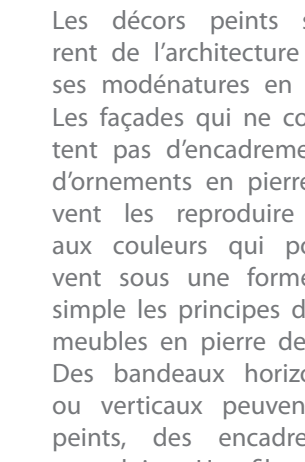 Les décors peints s
rent de l’architecture
ses modénatures en
Les façades qui ne co
tent pas d’encadreme
d’ornements en pierre
vent les reproduire
aux couleurs qui po
vent sous une forme
simple les principes d
meubles en pierre de
Des bandeaux horizo
ou verticaux peuven
peints, des encadre